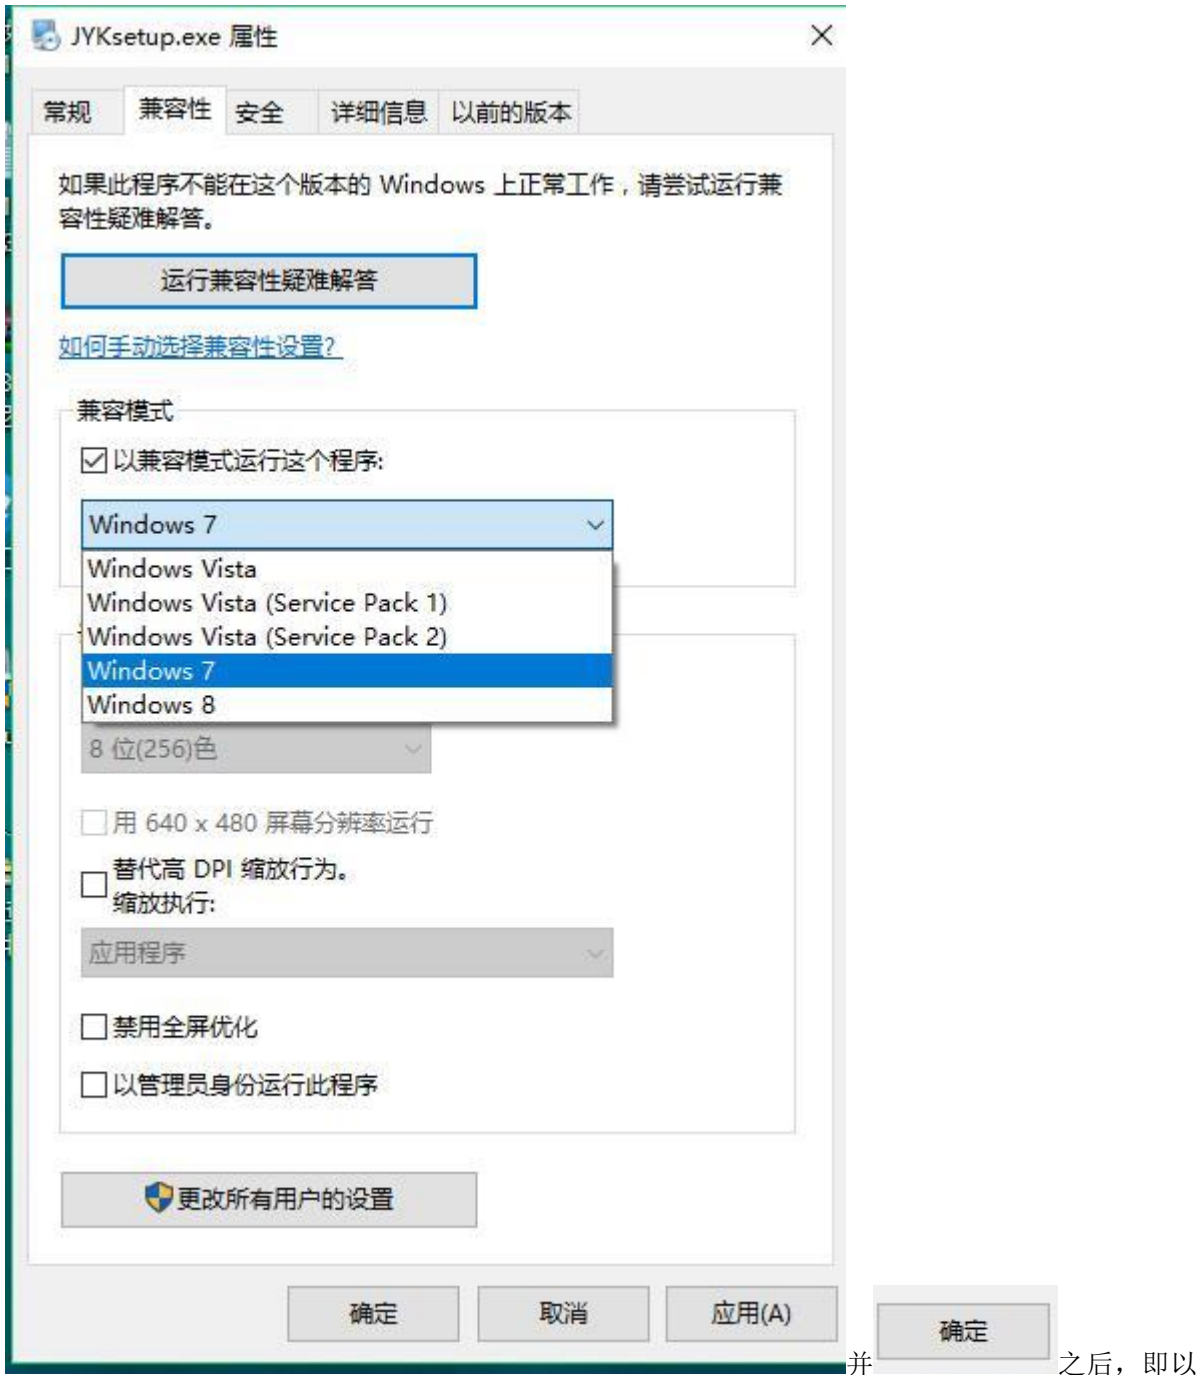 JYKsetup.exe 属性
常规 兼容性 安全 详细信息 以前的版本
如果此程序不能在这个版本的 Windows 上正常工作，请尝试运行兼
容性疑难解答。
运行兼容性疑难解答
如何手动选择兼容性设置?
兼容模式
以兼容模式运行这个程序:
Windows 7
Windows Vista
Windows Vista (Service Pack 1)
Windows Vista (Service Pack 2)
Windows 7
Windows 8
8 位(256)色
用 640 x 480 屏幕分辨率运行
替代高 DPI 缩放行为。
缩放执行:
应用程序
禁用全屏优化
以管理员身份运行此程序
更改所有用户的设置
确定 取消 应用(A)
并 确定 之后，即以